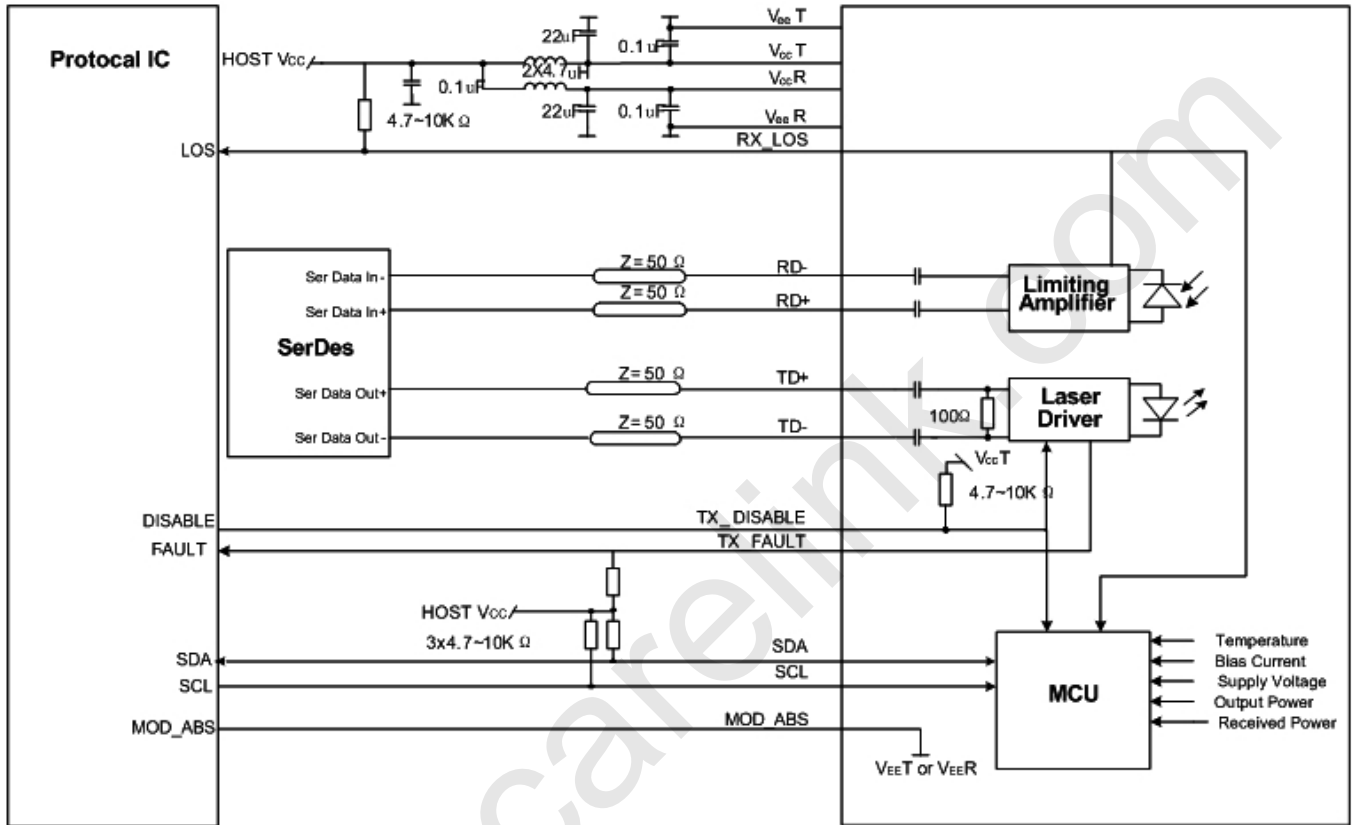 Protocal IC
HOST Vcc
22uF
0.1uF
VeeT
VccT
2X4.7uH
0.1uF
VccR
22uF
0.1uF
VeeR
4.7~10K Ω
LOS
RX_LOS
Ser Data In-
Z=50 Ω
RD-
Ser Data In+
Z=50 Ω
RD+
Limiting
Amplifier
SerDes
Ser Data Out+
Z=50 Ω
TD+
100Ω
Laser
Driver
Ser Data Out-
Z=50 Ω
TD-
VccT
4.7~10K Ω
DISABLE
TX_DISABLE
FAULT
TX_FAULT
HOST Vcc
3x4.7~10K Ω
SDA
SDA
SCL
SCL
MOD_ABS
MOD_ABS
VEET or VEER
MCU
Temperature
Bias Current
Supply Voltage
Output Power
Received Power
carelink.com